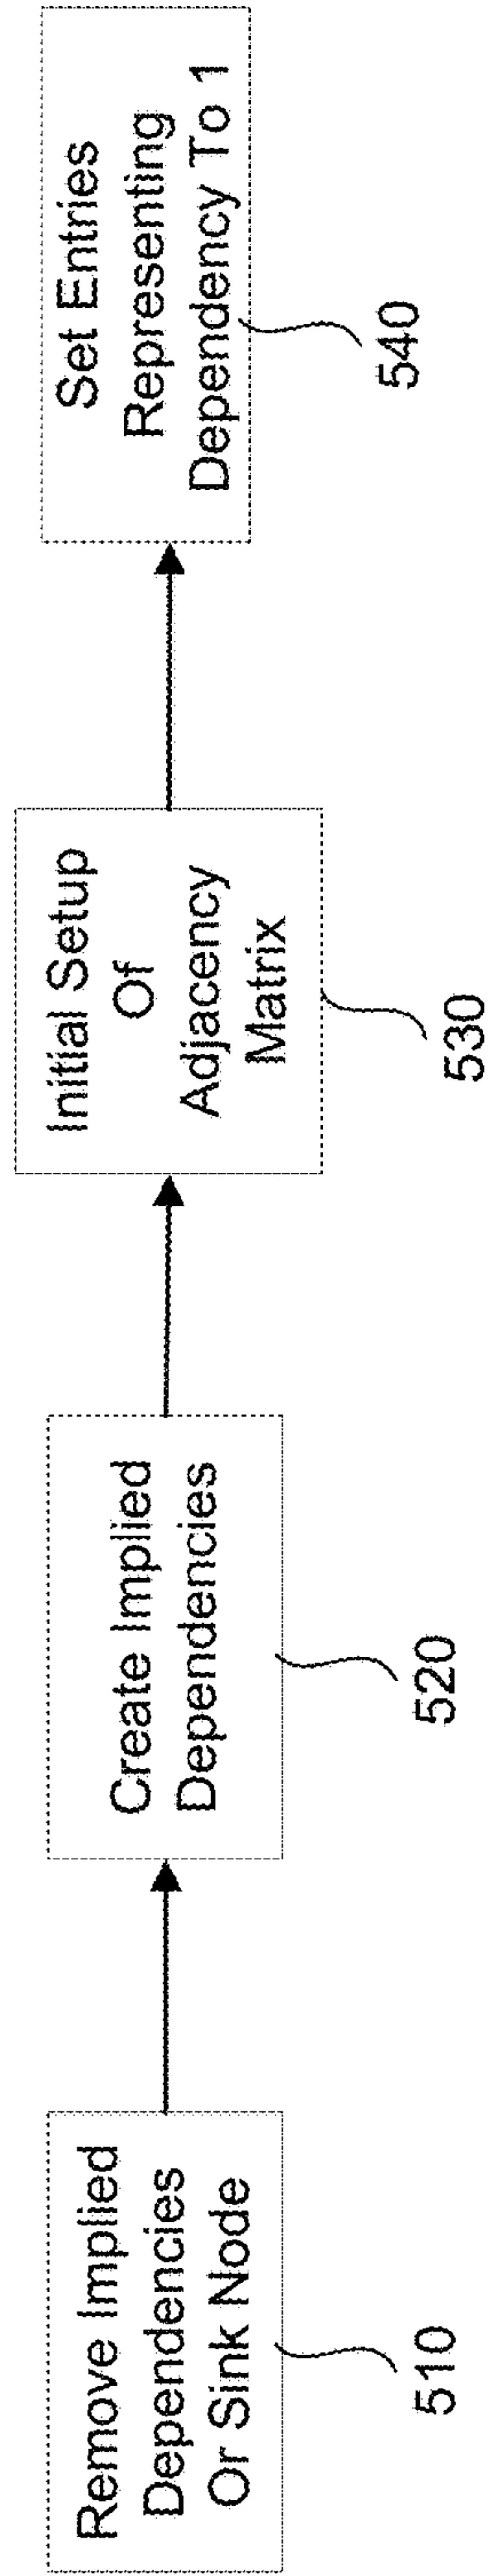 Remove Implied
Dependencies
Or Sink Node
510
Create Implied
Dependencies
520
Initial Setup
Of
Adjacency
Matrix
530
Set Entries
Representing
Dependency To 1
540